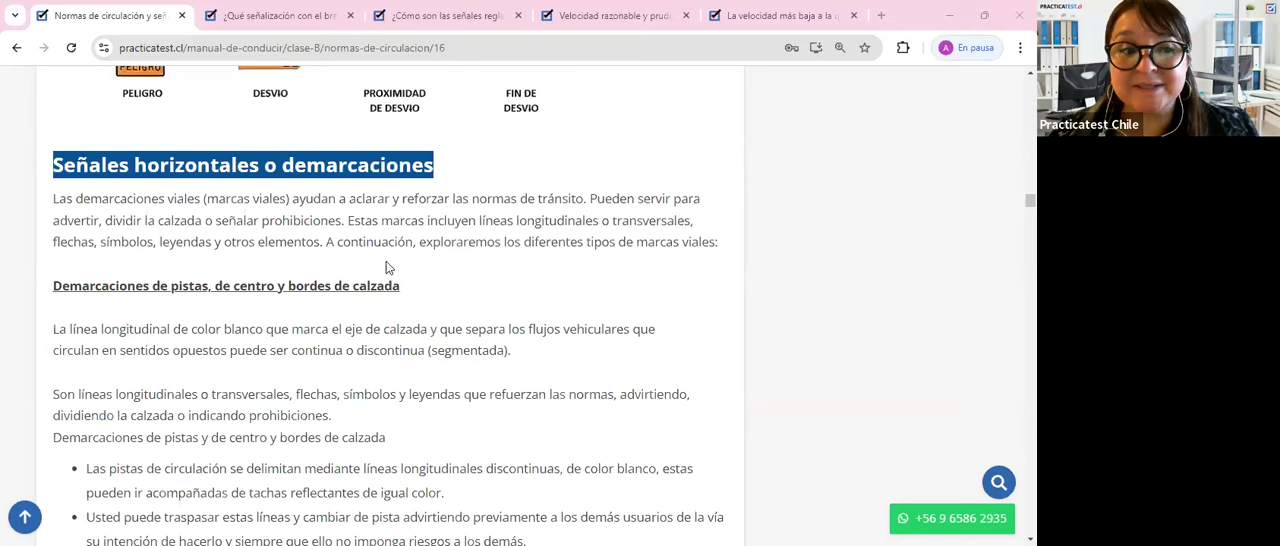 Normas de circulación y señ
¿Qué señalización con el bra
¿Cómo son las señales regla
Velocidad razonable y prudi
La velocidad más baja a la q
practicatest.cl/manual-de-conducir/clase-B/normas-de-circulacion/16
A
En pausa
PRACTICATEST.cl
Practicatest Chile
PELIGRO
PELIGRO
DESVIO
PROXIMIDAD
DE DESVIO
FIN DE
DESVIO
Señales horizontales o demarcaciones
Las demarcaciones viales (marcas viales) ayudan a aclarar y reforzar las normas de tránsito. Pueden servir para
advertir, dividir la calzada o señalar prohibiciones. Estas marcas incluyen líneas longitudinales o transversales,
flechas, símbolos, leyendas y otros elementos. A continuación, exploraremos los diferentes tipos de marcas viales:
Demarcaciones de pistas, de centro y bordes de calzada
La línea longitudinal de color blanco que marca el eje de calzada y que separa los flujos vehiculares que
circulan en sentidos opuestos puede ser continua o discontinua (segmentada).
Son líneas longitudinales o transversales, flechas, símbolos y leyendas que refuerzan las normas, advirtiendo,
dividiendo la calzada o indicando prohibiciones.
Demarcaciones de pistas y de centro y bordes de calzada
• Las pistas de circulación se delimitan mediante líneas longitudinales discontinuas, de color blanco, estas
pueden ir acompañadas de tachas reflectantes de igual color.
• Usted puede traspasar estas líneas y cambiar de pista advirtiendo previamente a los demás usuarios de la vía
su intención de hacerlo y siempre que ello no imponga riesgos a los demás.
+56 9 6586 2935